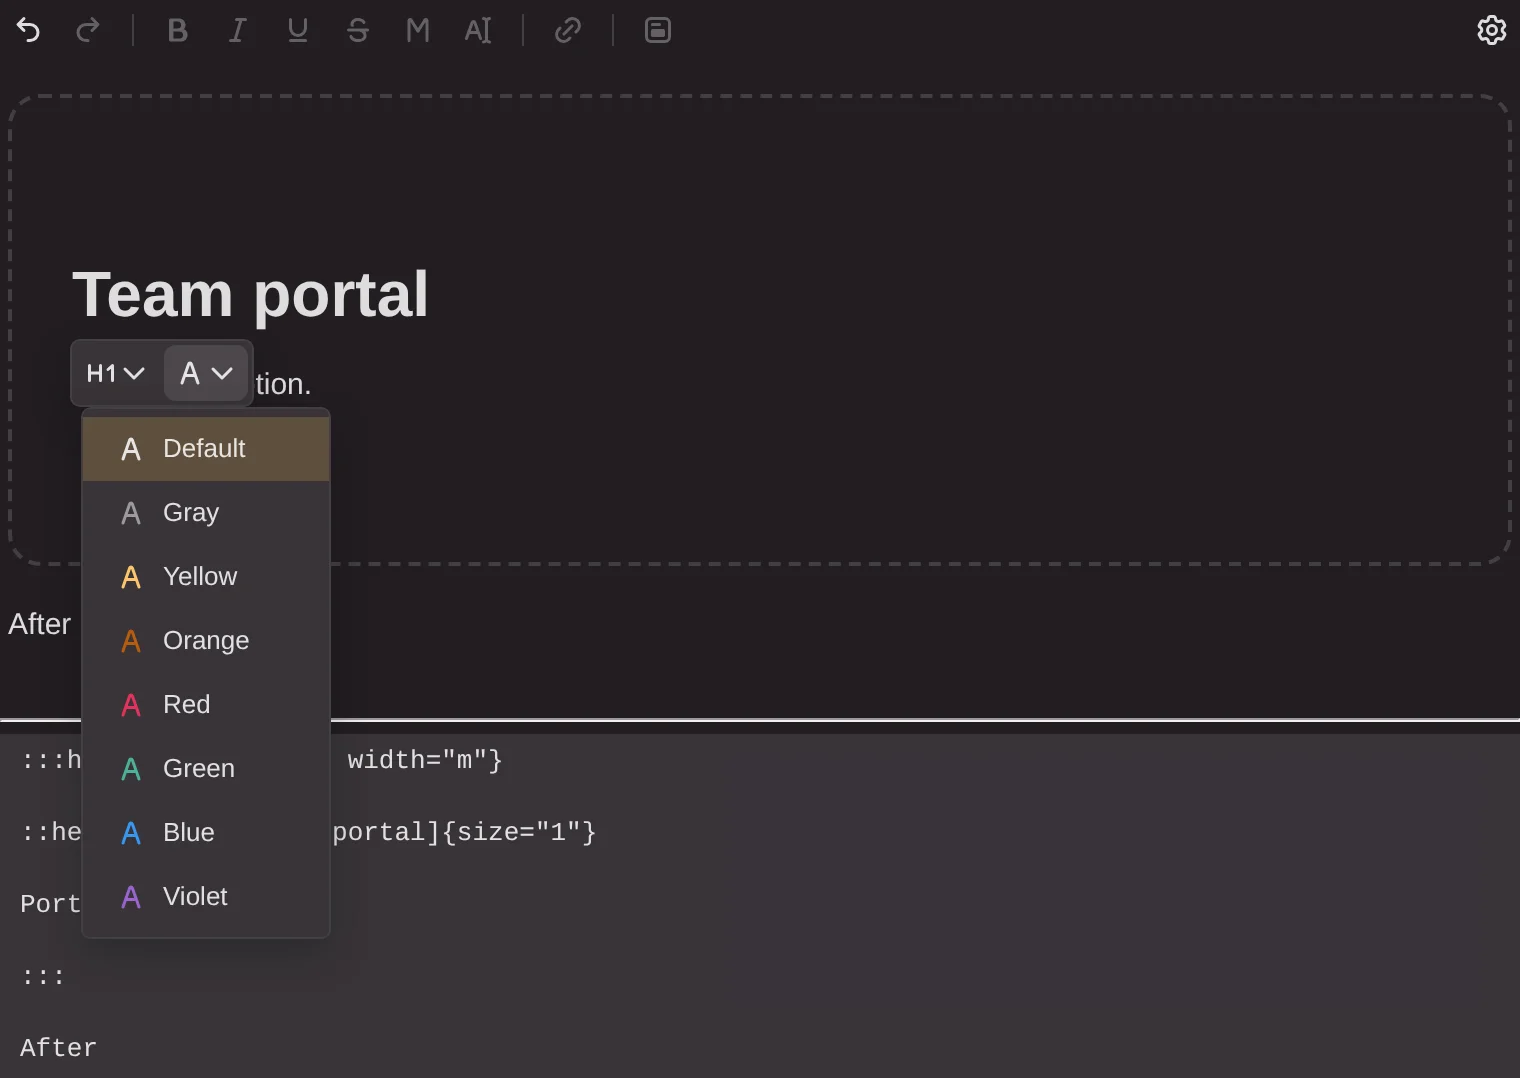 B I U S M A
Team portal
H1 A
tion.
A Default
A Gray
A Yellow
A Orange
A Red
A Green
A Blue
A Violet
After
:::h width="m"}
::he portal]{size="1"}
Port
:::
After